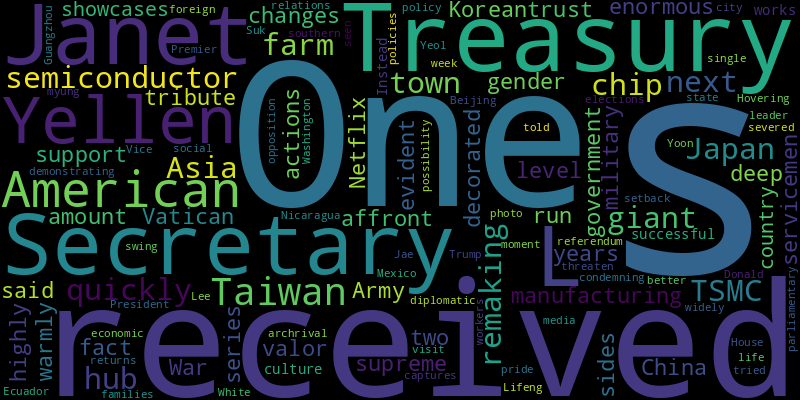 showcases foreign changes relations policy Korean trust enormous city works
Guangzhou Janet Premier Suk Treasury
southern seen policies Yeol single
semiconductor farm Instead week town gender chip next
myung tribute actions Netflix Beijing state Hovering
Yellen opposition Washington One S elections leader
support told Yoon severed
Vice social Asia evident possibility decorated level government military Japan servicemen
demonstrating American setback deep
amount Vatican Nicaragua affront photo run giant country
Secretary swing Jae Trump moment L referendum successful
years threaten condemning better
said quickly Lee Taiwan Mexico Army diplomatic remaking manufacturing TSMC Donald widely parliamentary
highly warmly President received workers
economic archrival two media House
fact series valor visit sides life
hub returns War culture supreme pride China tried
Ecuador families White captures Lifeng